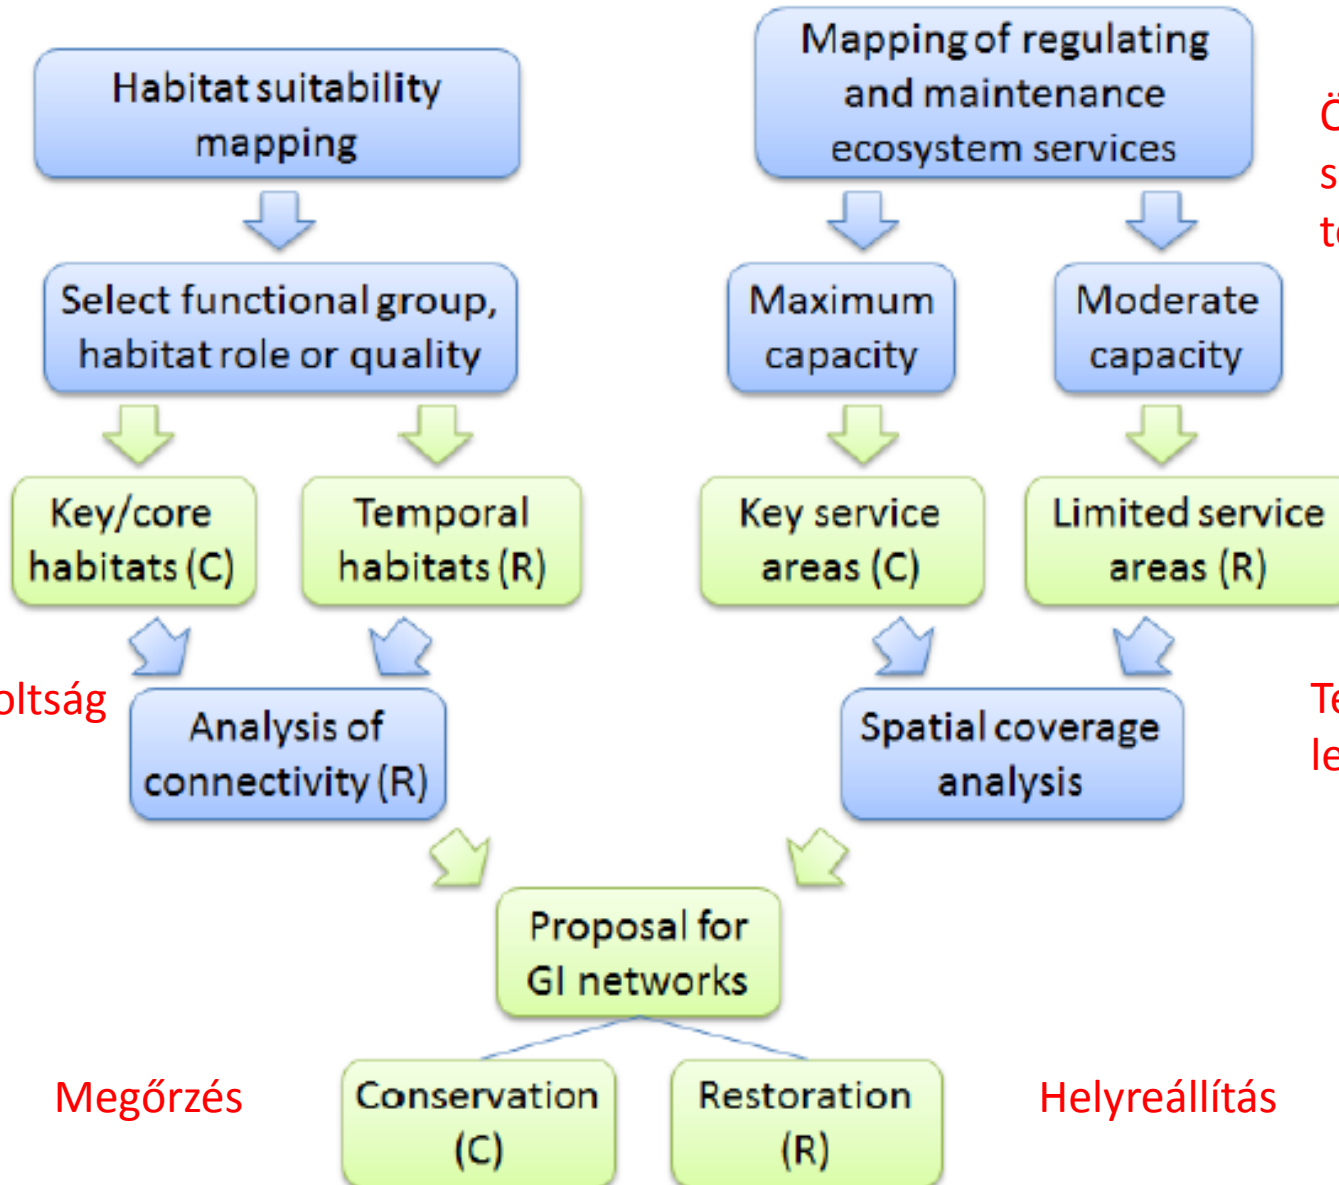 Habitat suitability
mapping
Mapping of regulating
and maintenance
ecosystem services
Select functional group,
habitat role or quality
Maximum
capacity
Moderate
capacity
Key/core
habitats (C)
Temporal
habitats (R)
Key service
areas (C)
Limited service
areas (R)
oltság
Analysis of
connectivity (R)
Spatial coverage
analysis
Proposal for
GI networks
Megőrzés
Conservation
(C)
Restoration
(R)
Helyreállítás